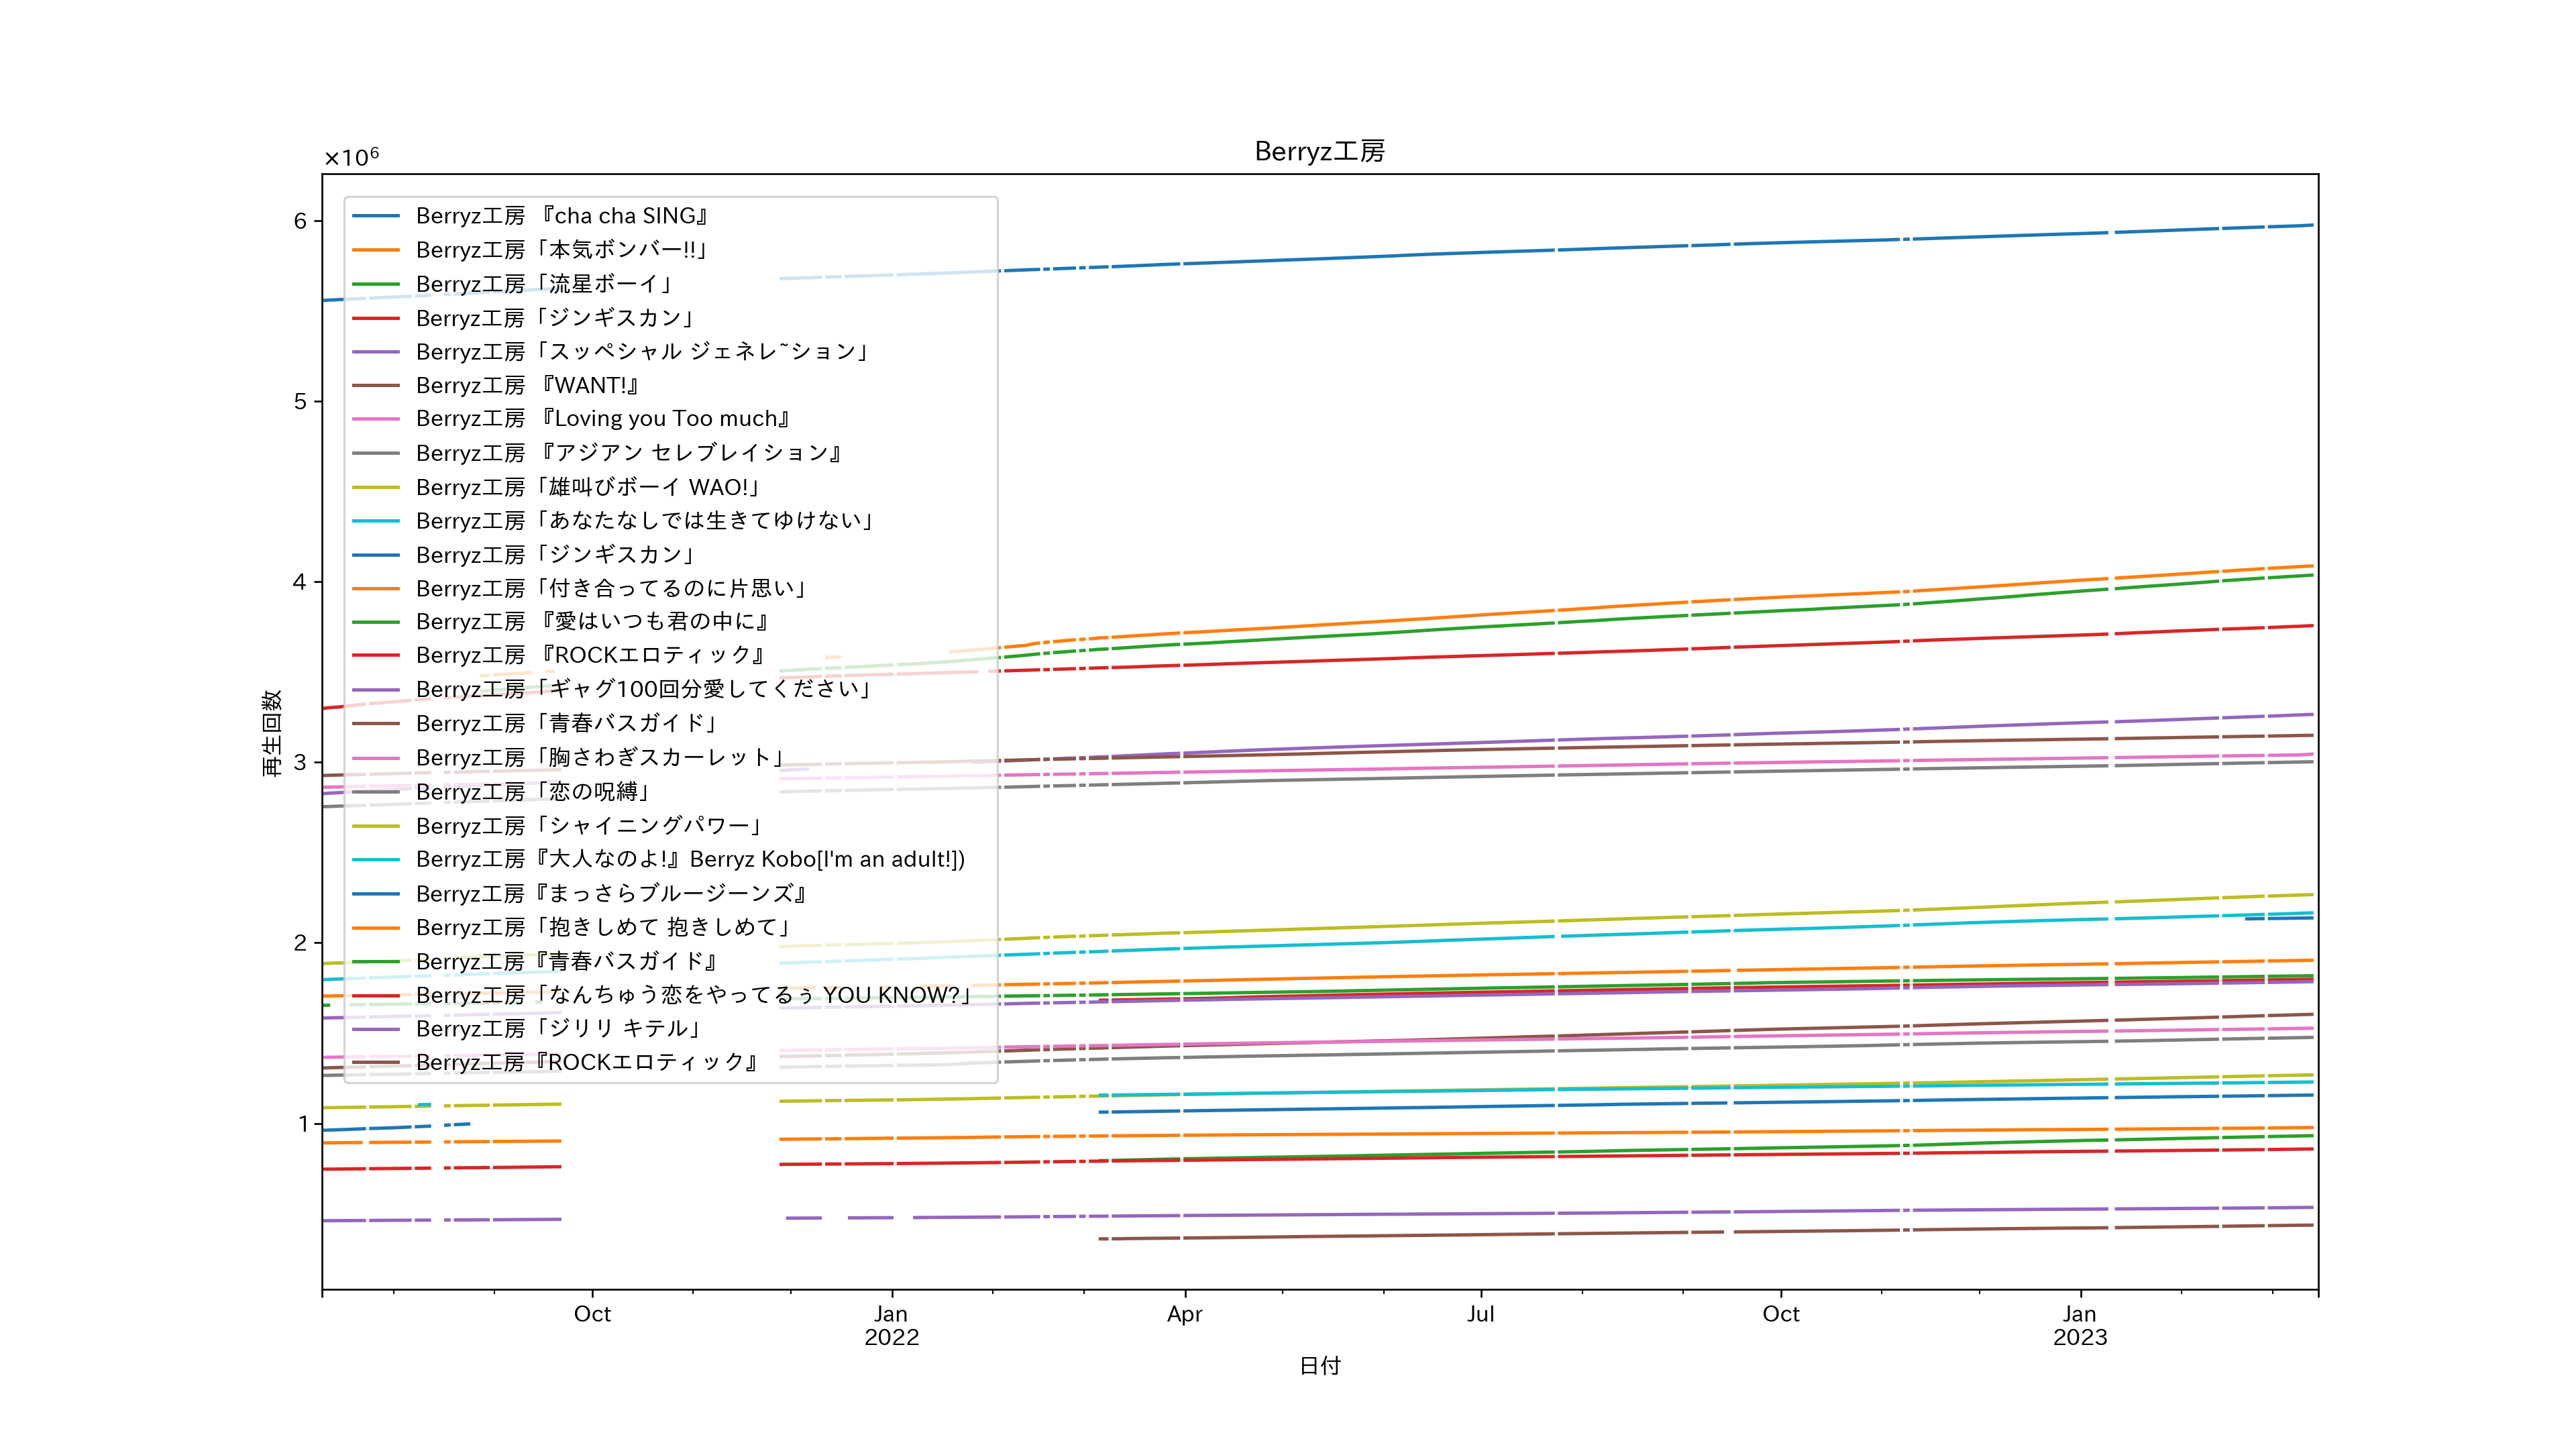 Berryz工房
×10⁶
6
5
4
3
2
1
再生回数
Berryz工房 『cha cha SING』
Berryz工房「本気ボンバー!!」
Berryz工房「流星ボーイ」
Berryz工房「ジンギスカン」
Berryz工房「スッペシャル ジェネレ~ション」
Berryz工房 『WANT!』
Berryz工房 『Loving you Too much』
Berryz工房 『アジアン セレブレイション』
Berryz工房「雄叫びボーイ WAO!」
Berryz工房「あなたなしでは生きてゆけない」
Berryz工房「ジンギスカン」
Berryz工房「付き合ってるのに片思い」
Berryz工房 『愛はいつも君の中に』
Berryz工房 『ROCKエロティック』
Berryz工房「ギャグ100回分愛してください」
Berryz工房「青春バスガイド」
Berryz工房「胸さわぎスカーレット」
Berryz工房「恋の呪縛」
Berryz工房「シャイニングパワー」
Berryz工房『大人なのよ!』Berryz Kobo[I'm an adult!])
Berryz工房『まっさらブルージーンズ』
Berryz工房「抱きしめて 抱きしめて」
Berryz工房『青春バスガイド』
Berryz工房「なんちゅう恋をやってるぅ YOU KNOW?」
Berryz工房「ジリリ キテル」
Berryz工房『ROCKエロティック』
Oct Jan Apr Jul Oct Jan
2022 2023
日付